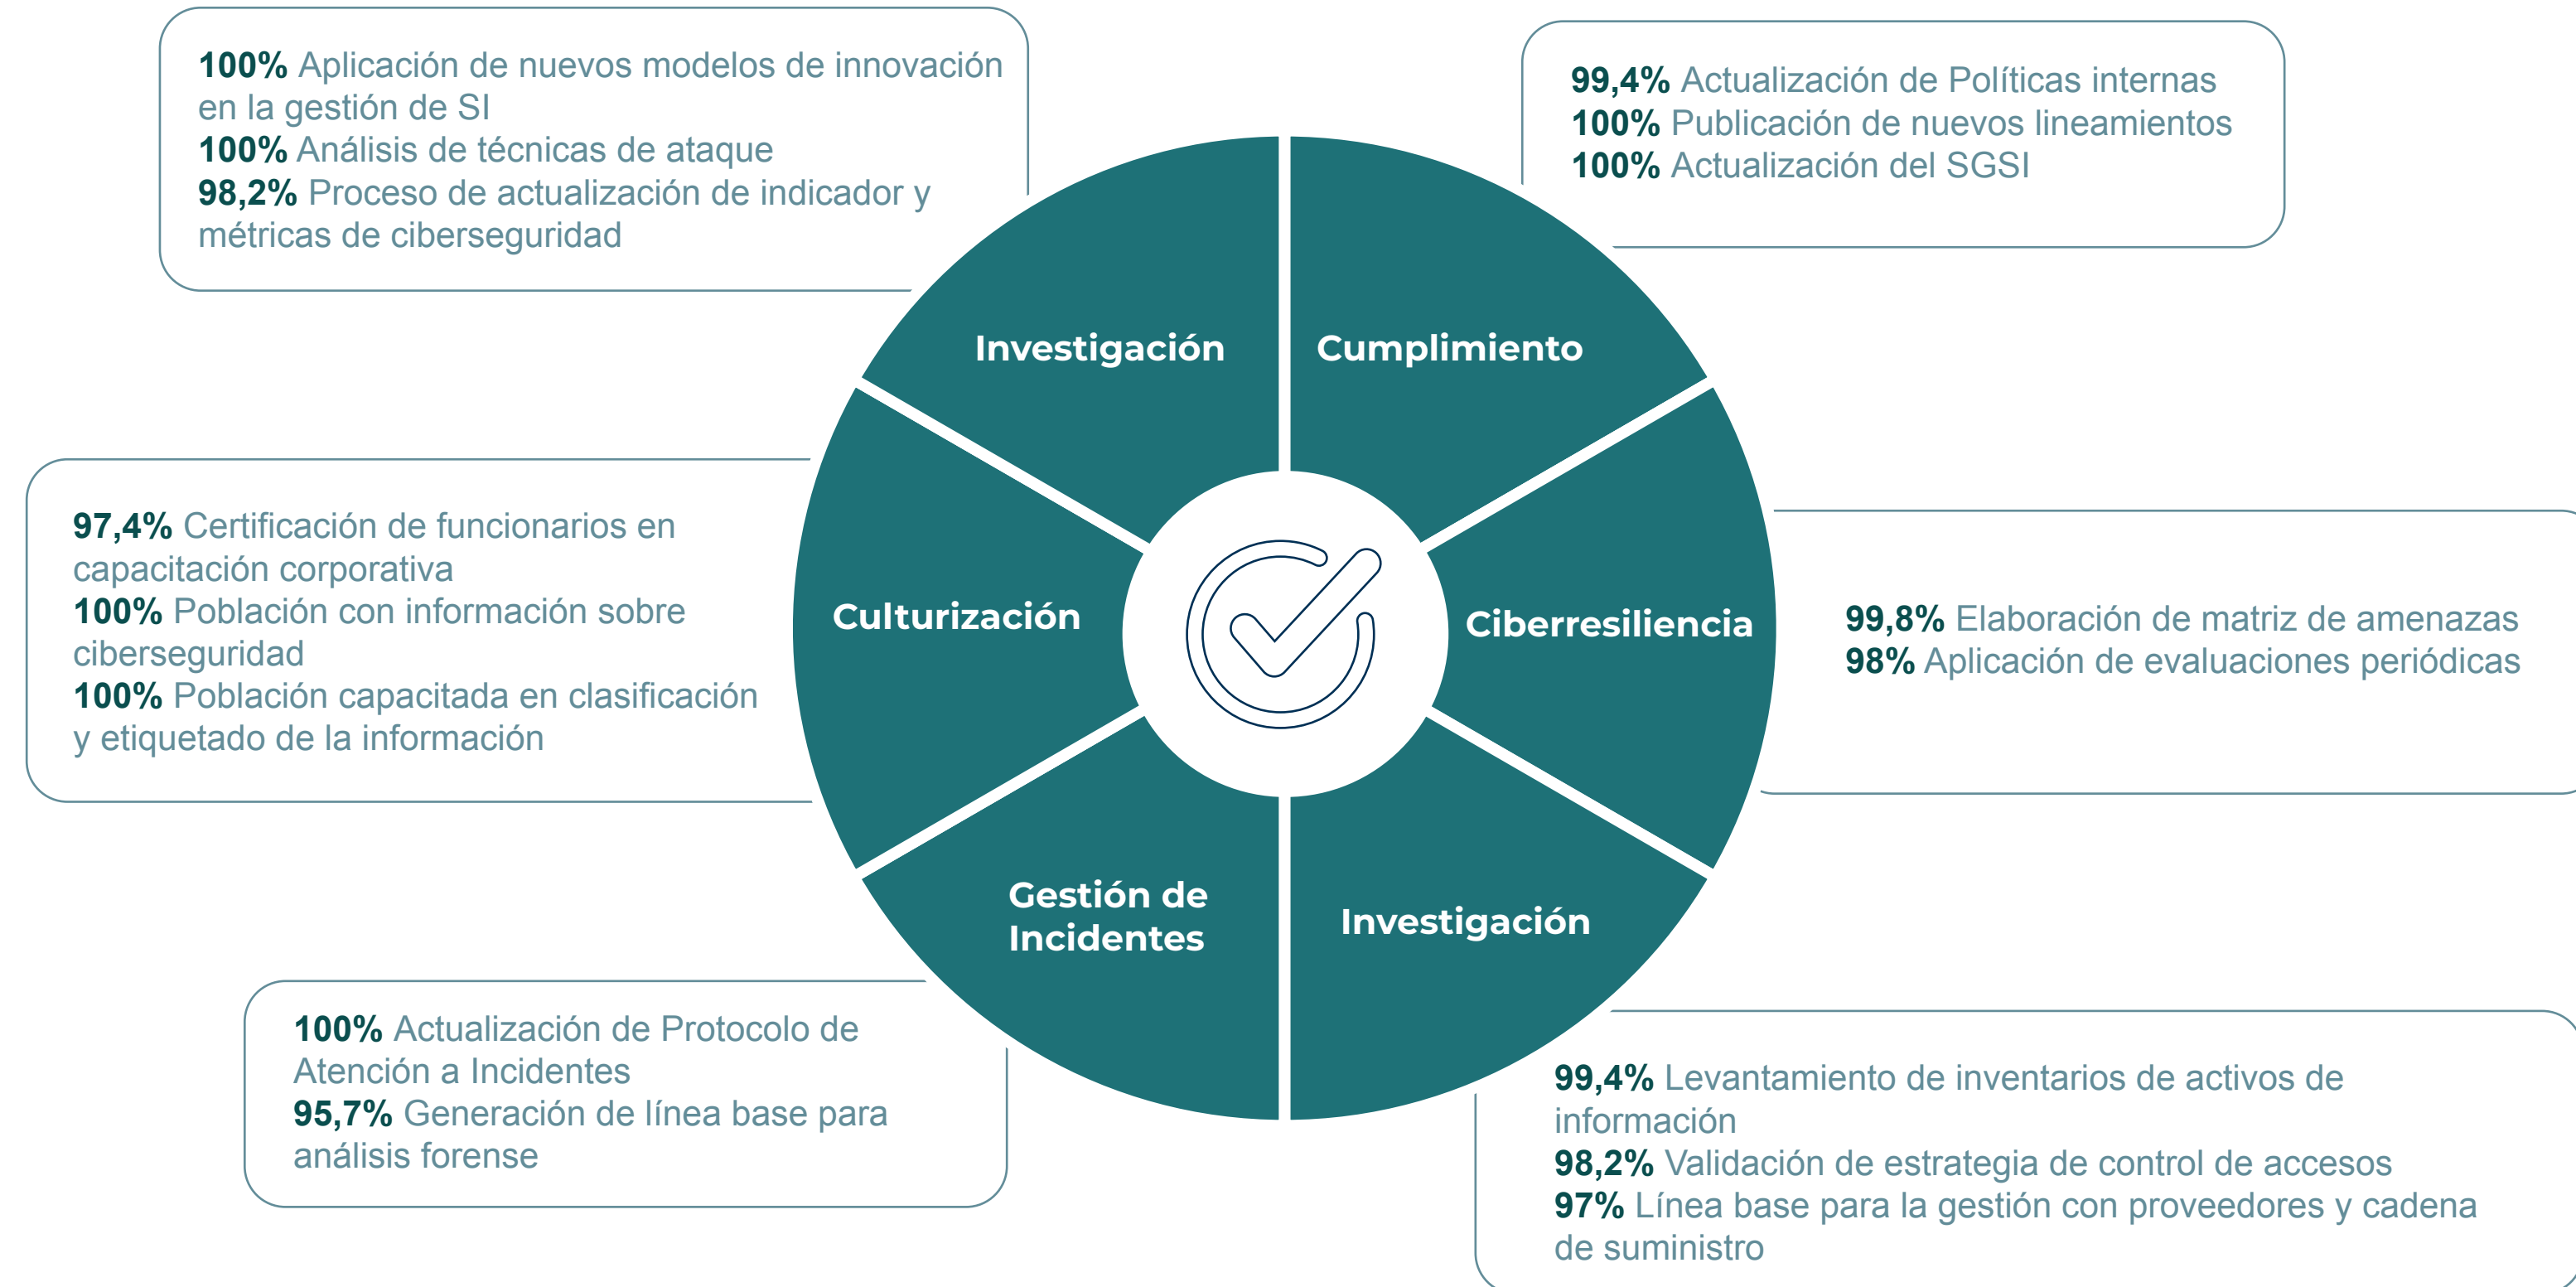 100% Aplicación de nuevos modelos de innovación
en la gestión de SI
100% Análisis de técnicas de ataque
98,2% Proceso de actualización de indicador y
métricas de ciberseguridad
99,4% Actualización de Políticas internas
100% Publicación de nuevos lineamientos
100% Actualización del SGSI
Investigación
Cumplimiento
97,4% Certificación de funcionarios en
capacitación corporativa
100% Población con información sobre
ciberseguridad
100% Población capacitada en clasificación
y etiquetado de la información
Culturización
Ciberresiliencia
99,8% Elaboración de matriz de amenazas
98% Aplicación de evaluaciones periódicas
Gestión de
Incidentes
Investigación
100% Actualización de Protocolo de
Atención a Incidentes
95,7% Generación de línea base para
análisis forense
99,4% Levantamiento de inventarios de activos de
información
98,2% Validación de estrategia de control de accesos
97% Línea base para la gestión con proveedores y cadena
de suministro